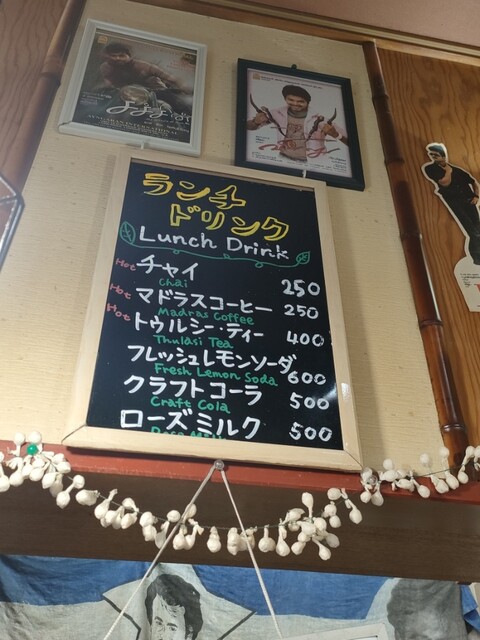 ランチ
ドリンク
Lunch Drink
Hot チャイ 250
Chai
Hot マドラスコーヒー 250
Madras Coffee
Hot トゥルシー・ティー 400
Thulasi Tea
フレッシュレモンソーダ 600
Fresh Lemon Soda
クラフトコーラ 500
Craft Cola
ローズミルク 500